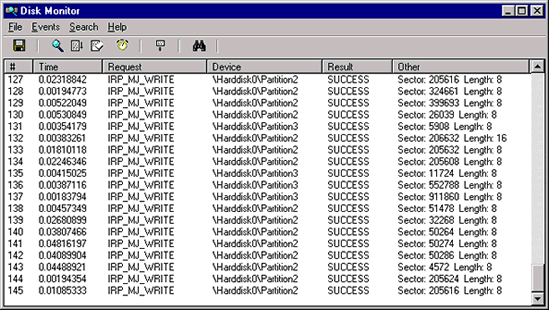 Disk Monitor
File Events Search Help
# Time Request Device Result Other
127 0.02318842 IRP_MJ_WRITE \Harddisk0\Partition2 SUCCESS Sector: 205616 Length: 8
128 0.00194773 IRP_MJ_WRITE \Harddisk0\Partition2 SUCCESS Sector: 324661 Length: 8
129 0.00522049 IRP_MJ_WRITE \Harddisk0\Partition2 SUCCESS Sector: 399693 Length: 8
130 0.00530849 IRP_MJ_WRITE \Harddisk0\Partition2 SUCCESS Sector: 26039 Length: 8
131 0.00354179 IRP_MJ_WRITE \Harddisk0\Partition3 SUCCESS Sector: 5908 Length: 8
132 0.00383261 IRP_MJ_WRITE \Harddisk0\Partition2 SUCCESS Sector: 206632 Length: 16
133 0.01810118 IRP_MJ_WRITE \Harddisk0\Partition2 SUCCESS Sector: 205632 Length: 8
134 0.02246346 IRP_MJ_WRITE \Harddisk0\Partition2 SUCCESS Sector: 205608 Length: 8
135 0.00415025 IRP_MJ_WRITE \Harddisk0\Partition3 SUCCESS Sector: 11724 Length: 8
136 0.00387116 IRP_MJ_WRITE \Harddisk0\Partition3 SUCCESS Sector: 552788 Length: 8
137 0.00183794 IRP_MJ_WRITE \Harddisk0\Partition3 SUCCESS Sector: 911860 Length: 8
138 0.00457349 IRP_MJ_WRITE \Harddisk0\Partition2 SUCCESS Sector: 51478 Length: 8
139 0.02680899 IRP_MJ_WRITE \Harddisk0\Partition2 SUCCESS Sector: 32268 Length: 8
140 0.03807466 IRP_MJ_WRITE \Harddisk0\Partition2 SUCCESS Sector: 50264 Length: 8
141 0.04816197 IRP_MJ_WRITE \Harddisk0\Partition2 SUCCESS Sector: 50274 Length: 8
142 0.04089904 IRP_MJ_WRITE \Harddisk0\Partition2 SUCCESS Sector: 50286 Length: 8
143 0.04488921 IRP_MJ_WRITE \Harddisk0\Partition2 SUCCESS Sector: 4572 Length: 8
144 0.00194354 IRP_MJ_WRITE \Harddisk0\Partition2 SUCCESS Sector: 205624 Length: 8
145 0.01085333 IRP_MJ_WRITE \Harddisk0\Partition2 SUCCESS Sector: 205616 Length: 8